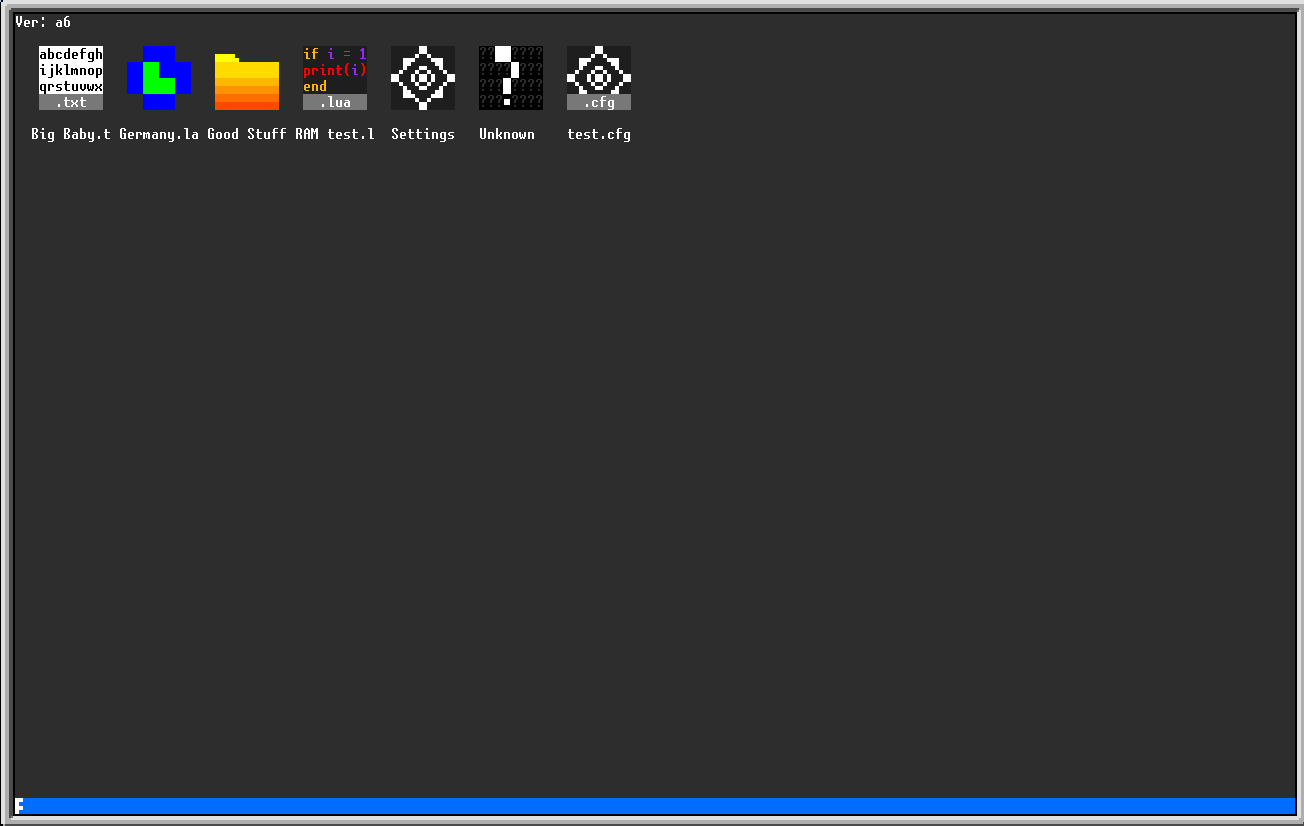 Ver: a6
abcdefgh
ijklmnop
qrstuvwx
.txt
if i = 1
print(i)
end
.lua
????????
????????
????????
????????
.cfg
Big Baby.t Germany.la Good Stuff RAM test.l Settings Unknown test.cfg